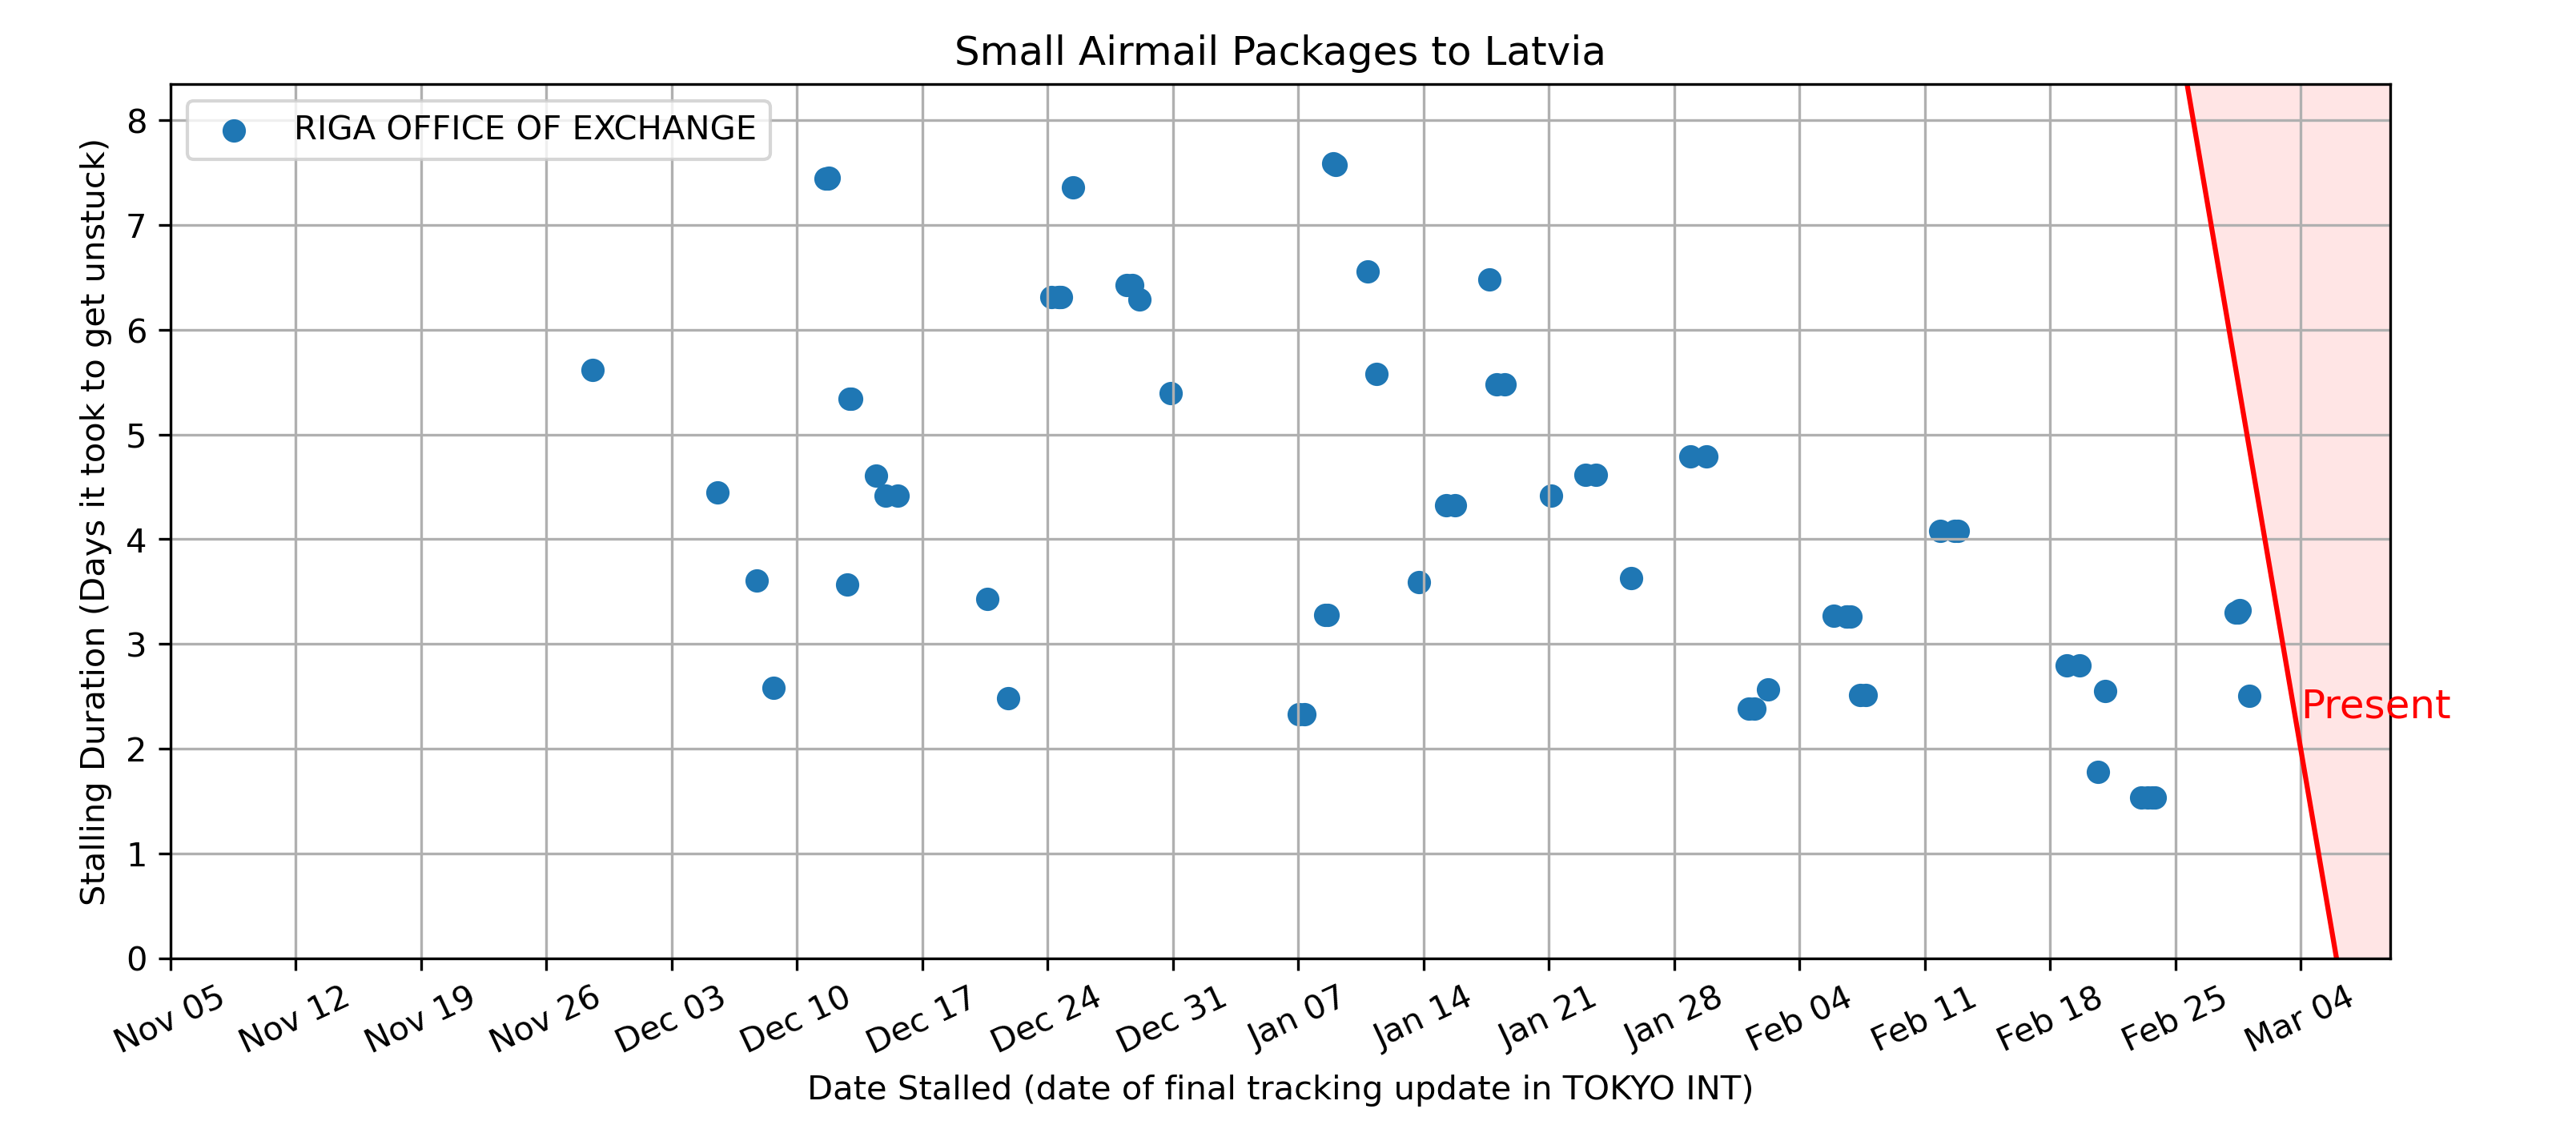 Small Airmail Packages to Latvia
RIGA OFFICE OF EXCHANGE
Stalling Duration (Days it took to get unstuck)
8
7
6
5
4
3
2
1
0
Present
Nov 05
Nov 12
Nov 19
Nov 26
Dec 03
Dec 10
Dec 17
Dec 24
Dec 31
Jan 07
Jan 14
Jan 21
Jan 28
Feb 04
Feb 11
Feb 18
Feb 25
Mar 04
Date Stalled (date of final tracking update in TOKYO INT)